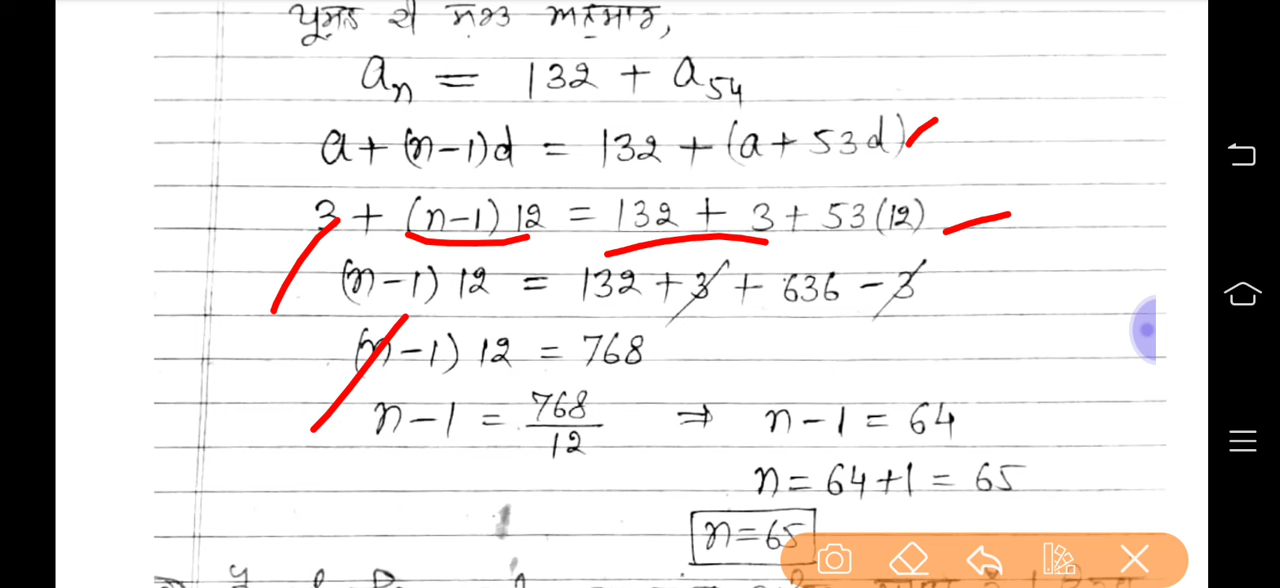 ਪ੍ਰਸ਼ਨ ਦੀ ਸ਼ਰਤ ਅਨੁਸਾਰ,
aₙ = 132 + a₅₄
a + (n-1)d = 132 + (a + 53d)
3 + (n-1) 12 = 132 + 3 + 53(12)
(n-1) 12 = 132 + 3 + 636 - 3
(n-1) 12 = 768
n-1 = 768/12 ⇒ n-1 = 64
n = 64+1 = 65
n = 65